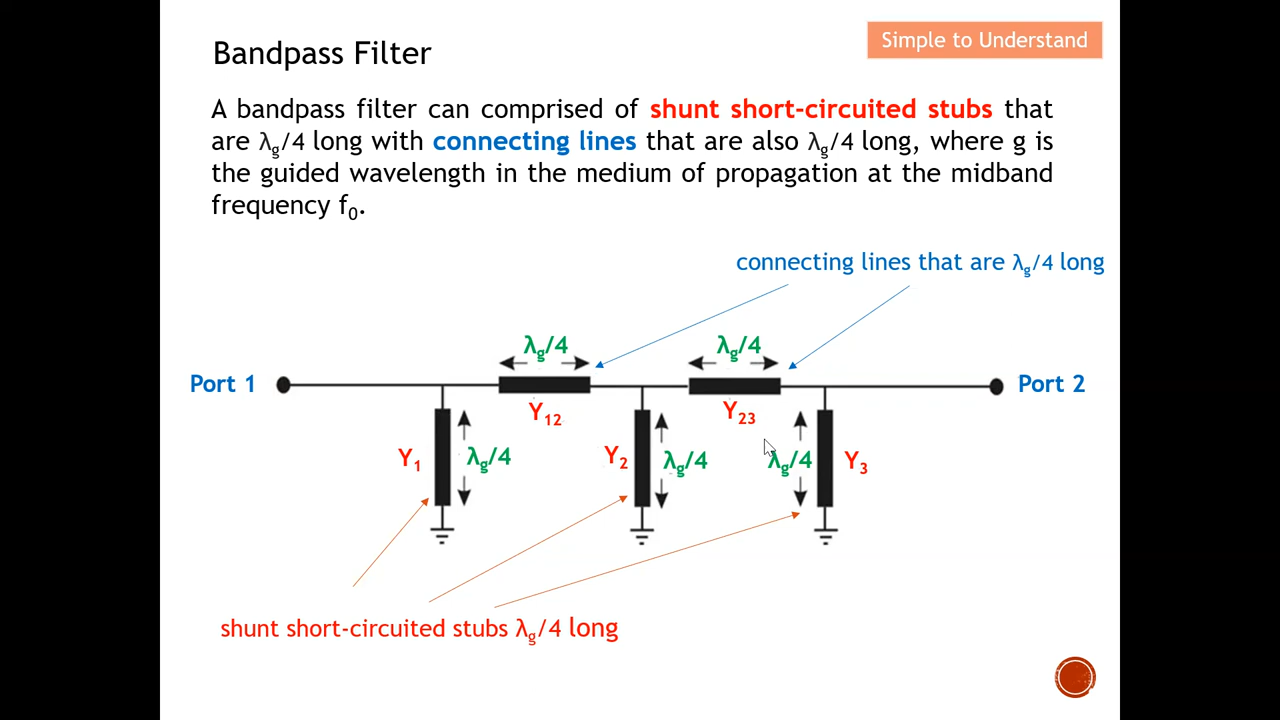 Simple to Understand
Bandpass Filter
A bandpass filter can comprised of shunt short-circuited stubs that
are λg/4 long with connecting lines that are also λg/4 long, where g is
the guided wavelength in the medium of propagation at the midband
frequency f0.
connecting lines that are λg/4 long
λg/4 λg/4
Port 1 Port 2
Y12 Y23
Y1 λg/4 Y2 λg/4 λg/4 Y3
shunt short-circuited stubs λg/4 long